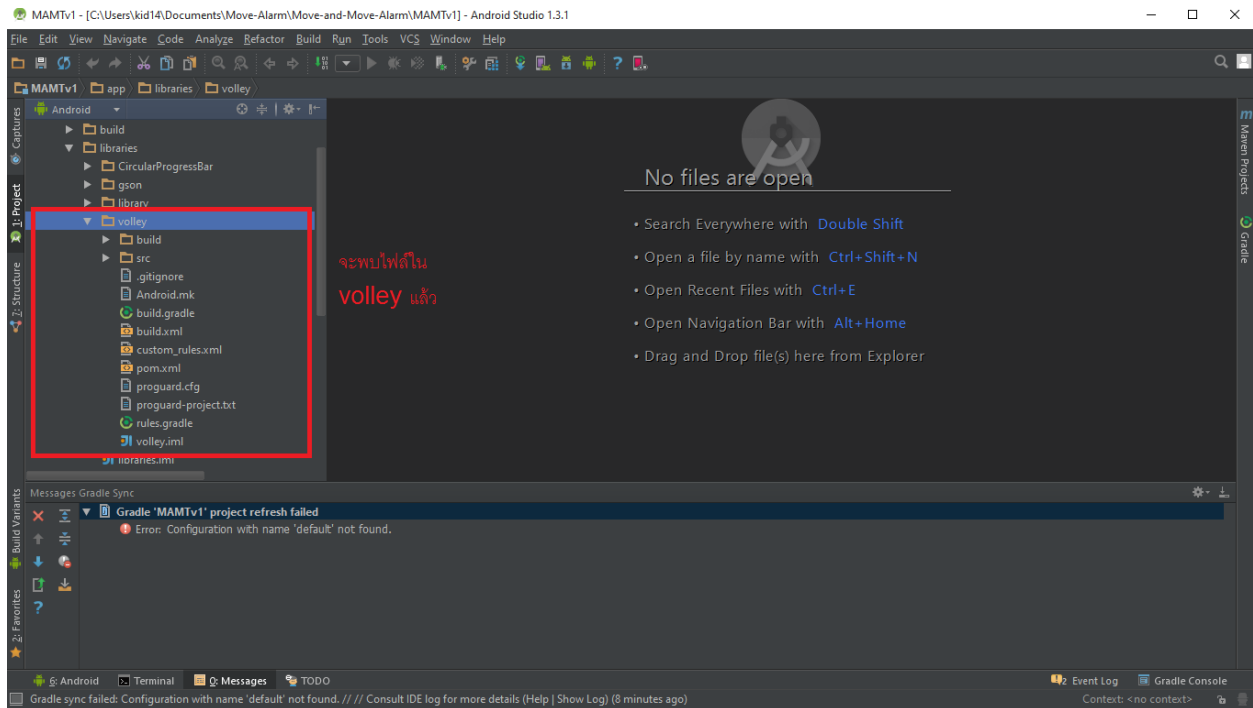 MAMTv1 - [C:\Users\kid14\Documents\Move-Alarm\Move-and-Move-Alarm\MAMTv1] - Android Studio 1.3.1
File Edit View Navigate Code Analyze Refactor Build Run Tools VCS Window Help
MAMTv1 app libraries volley
Android
build
libraries
CircularProgressBar
gson
library
volley
build
src
.gitignore
Android.mk
build.gradle
build.xml
custom_rules.xml
pom.xml
proguard.cfg
proguard-project.txt
rules.gradle
volley.iml
libraries.iml
Captures
1: Project
7: Structure
Build Variants
2: Favorites
จะพบไฟล์ใน
volley แล้ว
No files are open
• Search Everywhere with Double Shift
• Open a file by name with Ctrl+Shift+N
• Open Recent Files with Ctrl+E
• Open Navigation Bar with Alt+Home
• Drag and Drop file(s) here from Explorer
Maven Projects
Gradle
Messages Gradle Sync
Gradle 'MAMTv1' project refresh failed
Error: Configuration with name 'default' not found.
6: Android Terminal 0: Messages TODO
2 Event Log Gradle Console
Gradle sync failed: Configuration with name 'default' not found. // // Consult IDE log for more details (Help | Show Log) (8 minutes ago)
Context: <no context>